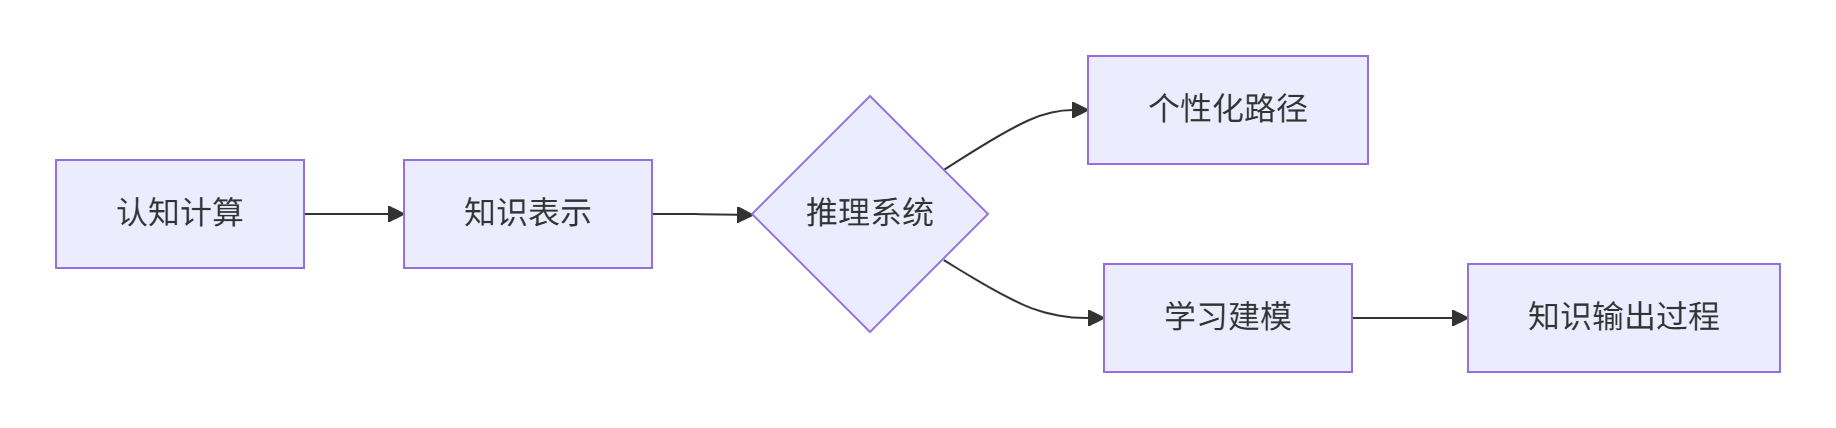 认知计算
知识表示
推理系统
个性化路径
学习建模
知识输出过程